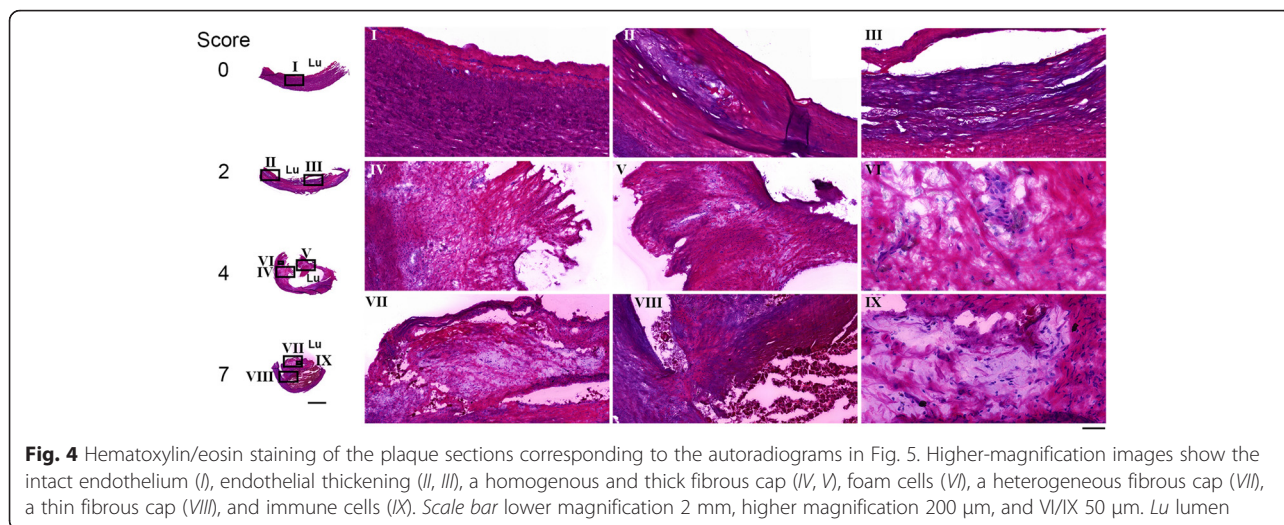 Score
0
I Lu
2
II Lu III
4
VI V
IV Lu
7
VII Lu
IX
VIII
I II III
IV V VI
VII VIII IX
Fig. 4 Hematoxylin/eosin staining of the plaque sections corresponding to the autoradiograms in Fig. 5. Higher-magnification images show the
intact endothelium (I), endothelial thickening (II, III), a homogenous and thick fibrous cap (IV, V), foam cells (VI), a heterogeneous fibrous cap (VII),
a thin fibrous cap (VIII), and immune cells (IX). Scale bar lower magnification 2 mm, higher magnification 200 μm, and VI/IX 50 μm. Lu lumen